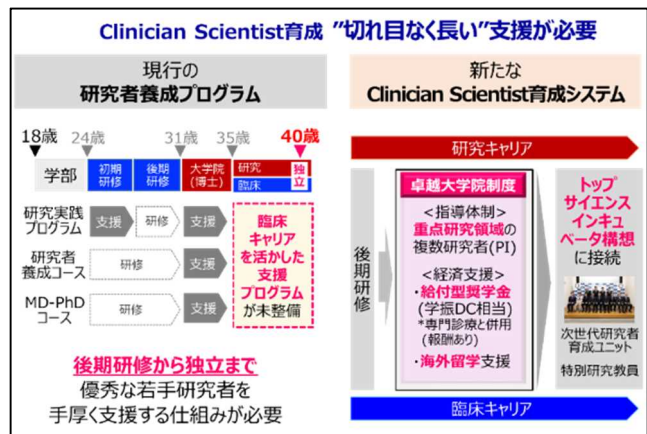 Clinician Scientist育成 ”切れ目なく長い”支援が必要
現行の
研究者養成プログラム
18歳
24歳
31歳
35歳
40歳
学部
初期
研修
後期
研修
大学院
(博士)
研究
臨床
独立
研究実践
プログラム
支援
研修
支援
研究者
養成コース
研修
支援
MD-PhD
コース
研修
支援
臨床
キャリア
を活かした
支援
プログラム
が未整備
後期研修から独立まで
優秀な若手研究者を
手厚く支援する仕組みが必要
新たな
Clinician Scientist育成システム
研究キャリア
後期研修
卓越大学院制度
<指導体制>
重点研究領域の
複数研究者(PI)
<経済支援>
・給付型奨学金
(学振DC相当)
*専門診療と併用
(報酬あり)
・海外留学支援
トップ
サイエンス
インキュ
ベータ構想
に接続
次世代研究者
育成ユニット
特別研究教員
臨床キャリア